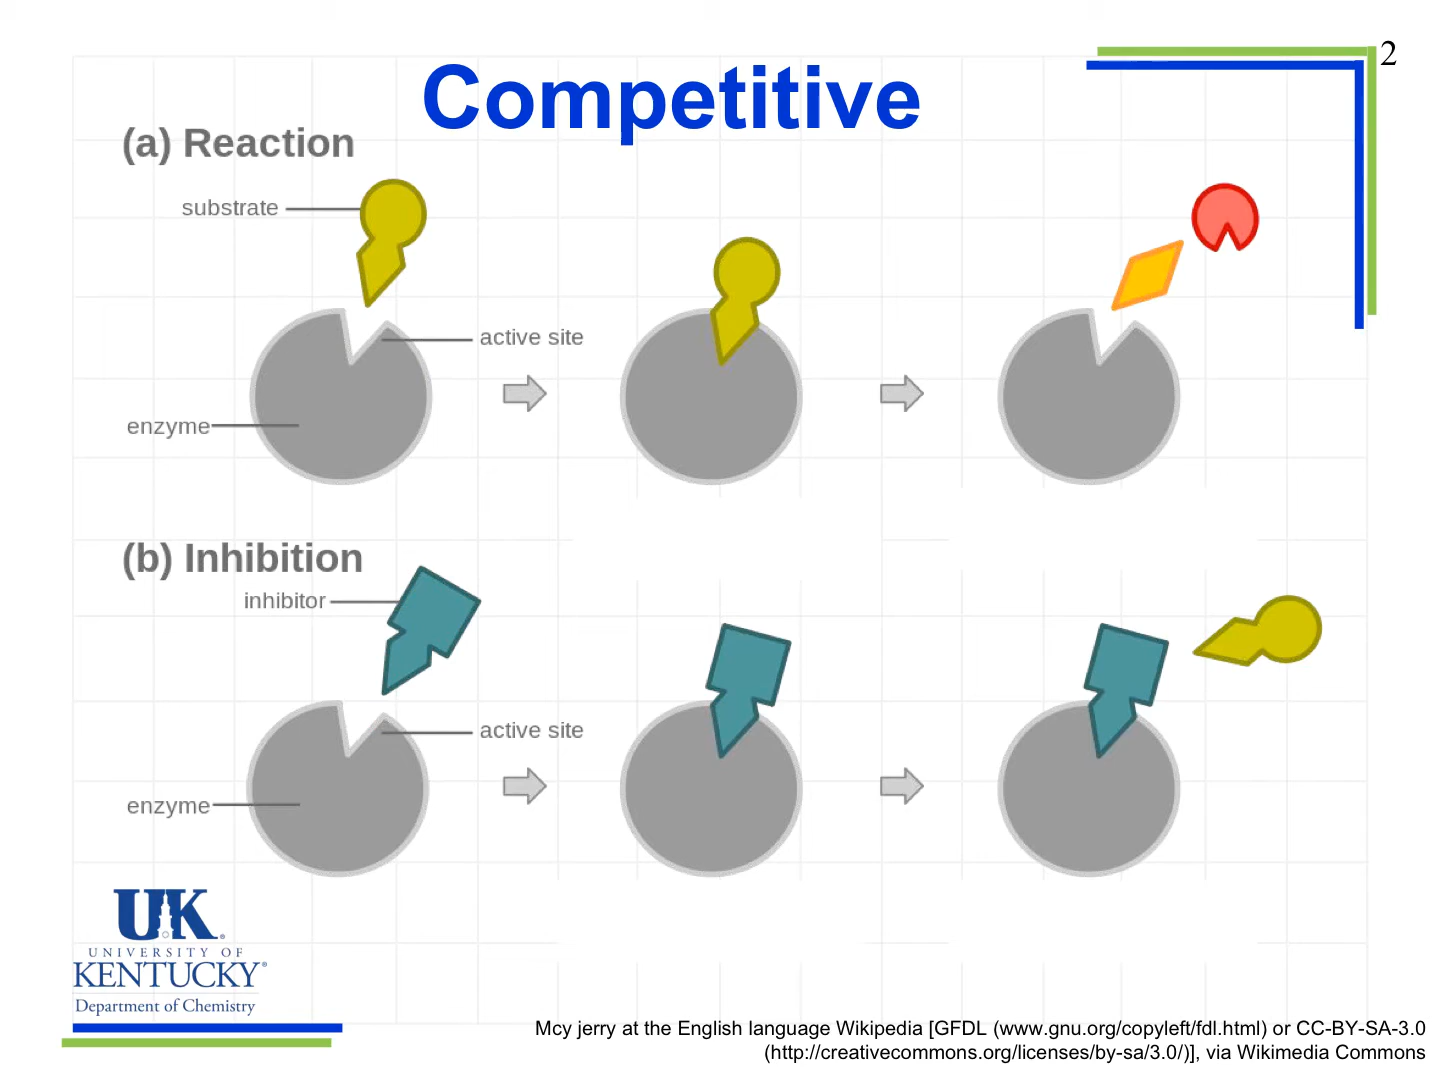 2
Competitive
(a) Reaction
substrate
active site
enzyme
(b) Inhibition
inhibitor
active site
enzyme
UK®
UNIVERSITY OF
KENTUCKY®
Department of Chemistry
Mcy jerry at the English language Wikipedia [GFDL (www.gnu.org/copyleft/fdl.html) or CC-BY-SA-3.0
(http://creativecommons.org/licenses/by-sa/3.0/)], via Wikimedia Commons